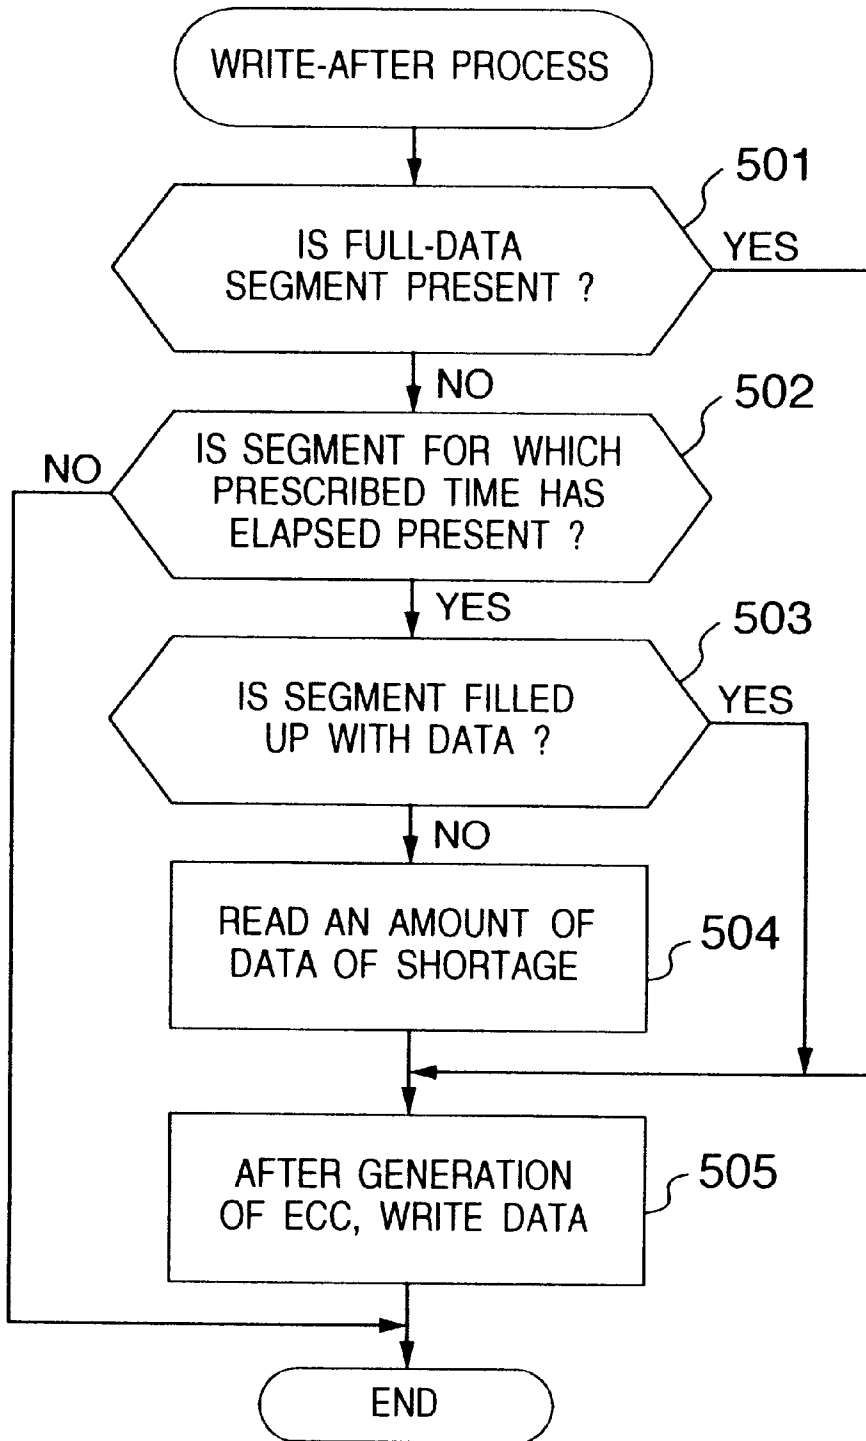 WRITE-AFTER PROCESS
501
IS FULL-DATA
SEGMENT PRESENT ?
YES
NO
502
IS SEGMENT FOR WHICH
PRESCRIBED TIME HAS
ELAPSED PRESENT ?
NO
YES
503
IS SEGMENT FILLED
UP WITH DATA ?
YES
NO
READ AN AMOUNT OF
DATA OF SHORTAGE
504
AFTER GENERATION
OF ECC, WRITE DATA
505
END